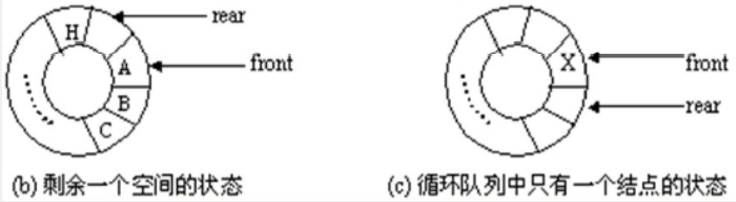 rear
H
A
front
B
C
(b) 剩余一个空间的状态
X
front
rear
(c) 循环队列中只有一个结点的状态